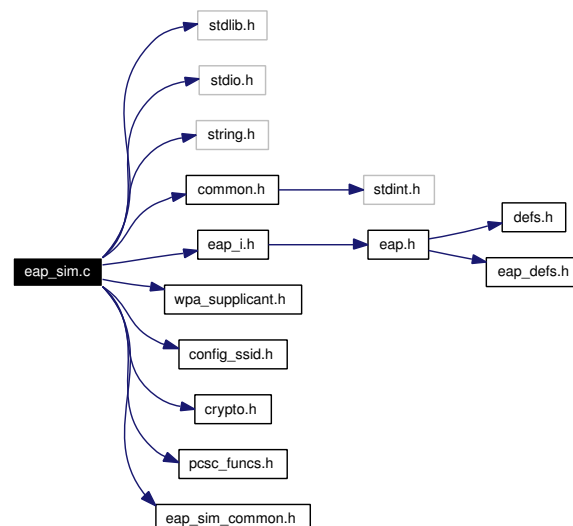 stdlib.h
stdio.h
string.h
common.h
stdint.h
eap_i.h
eap.h
defs.h
eap_defs.h
eap_sim.c
wpa_supplicant.h
config_ssid.h
crypto.h
pcsc_funcs.h
eap_sim_common.h